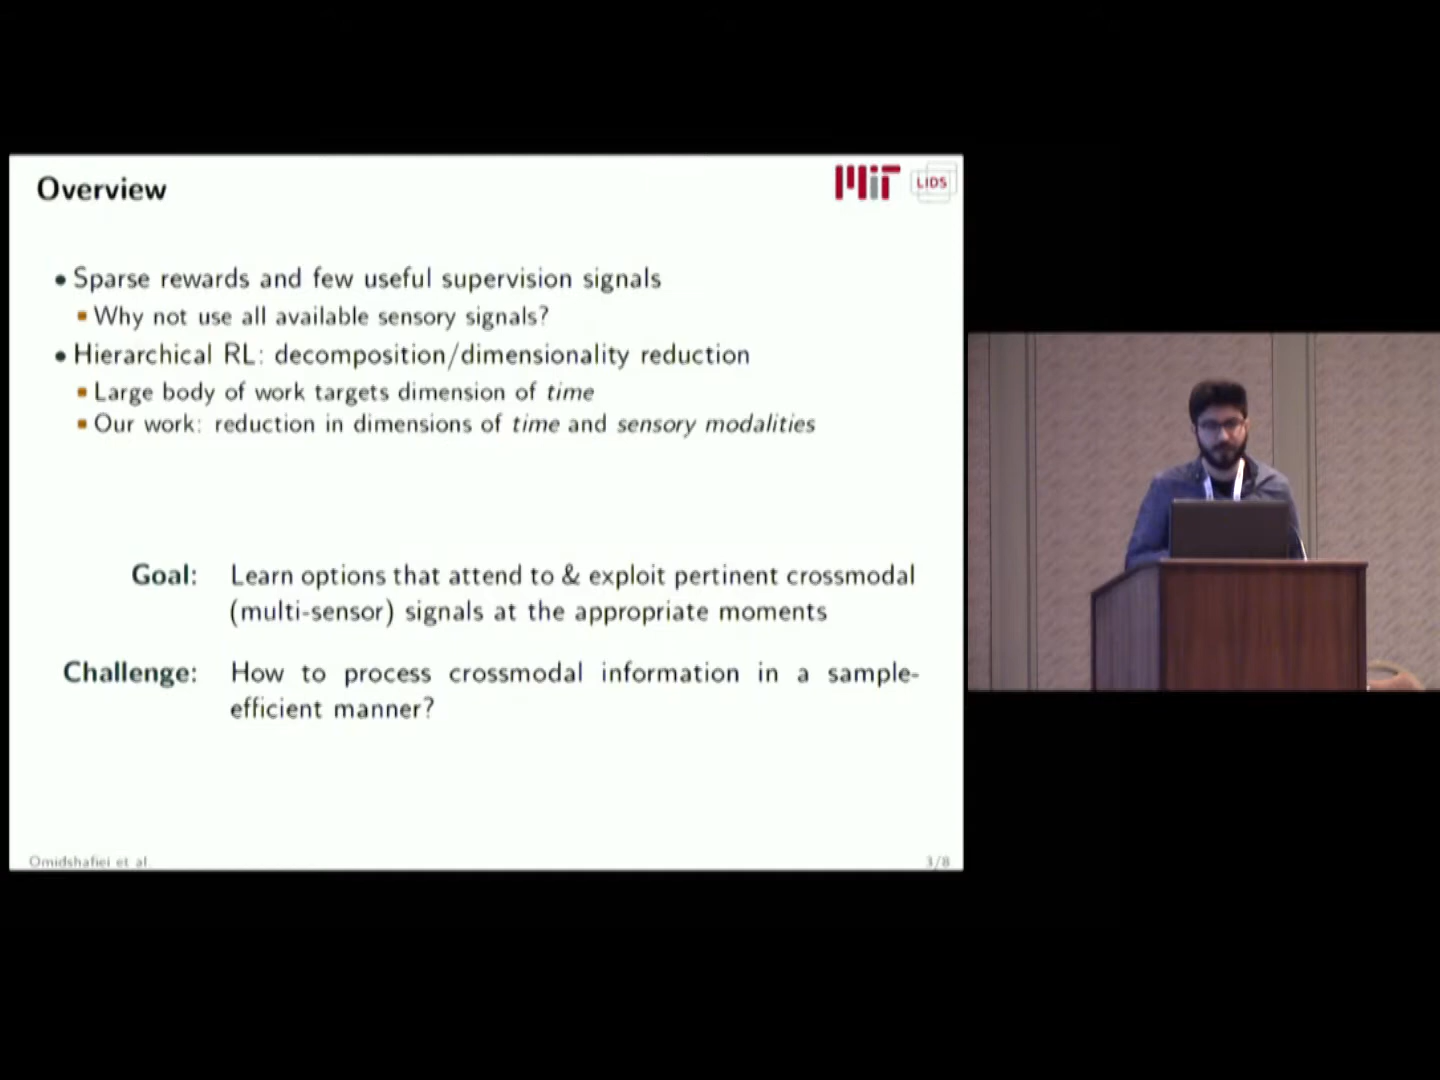 Overview
MIT
LIDS
• Sparse rewards and few useful supervision signals
▪ Why not use all available sensory signals?
• Hierarchical RL: decomposition/dimensionality reduction
▪ Large body of work targets dimension of time
▪ Our work: reduction in dimensions of time and sensory modalities
Goal: Learn options that attend to & exploit pertinent crossmodal
(multi-sensor) signals at the appropriate moments
Challenge: How to process crossmodal information in a sample-
efficient manner?
Omidshafiei et al
3/8